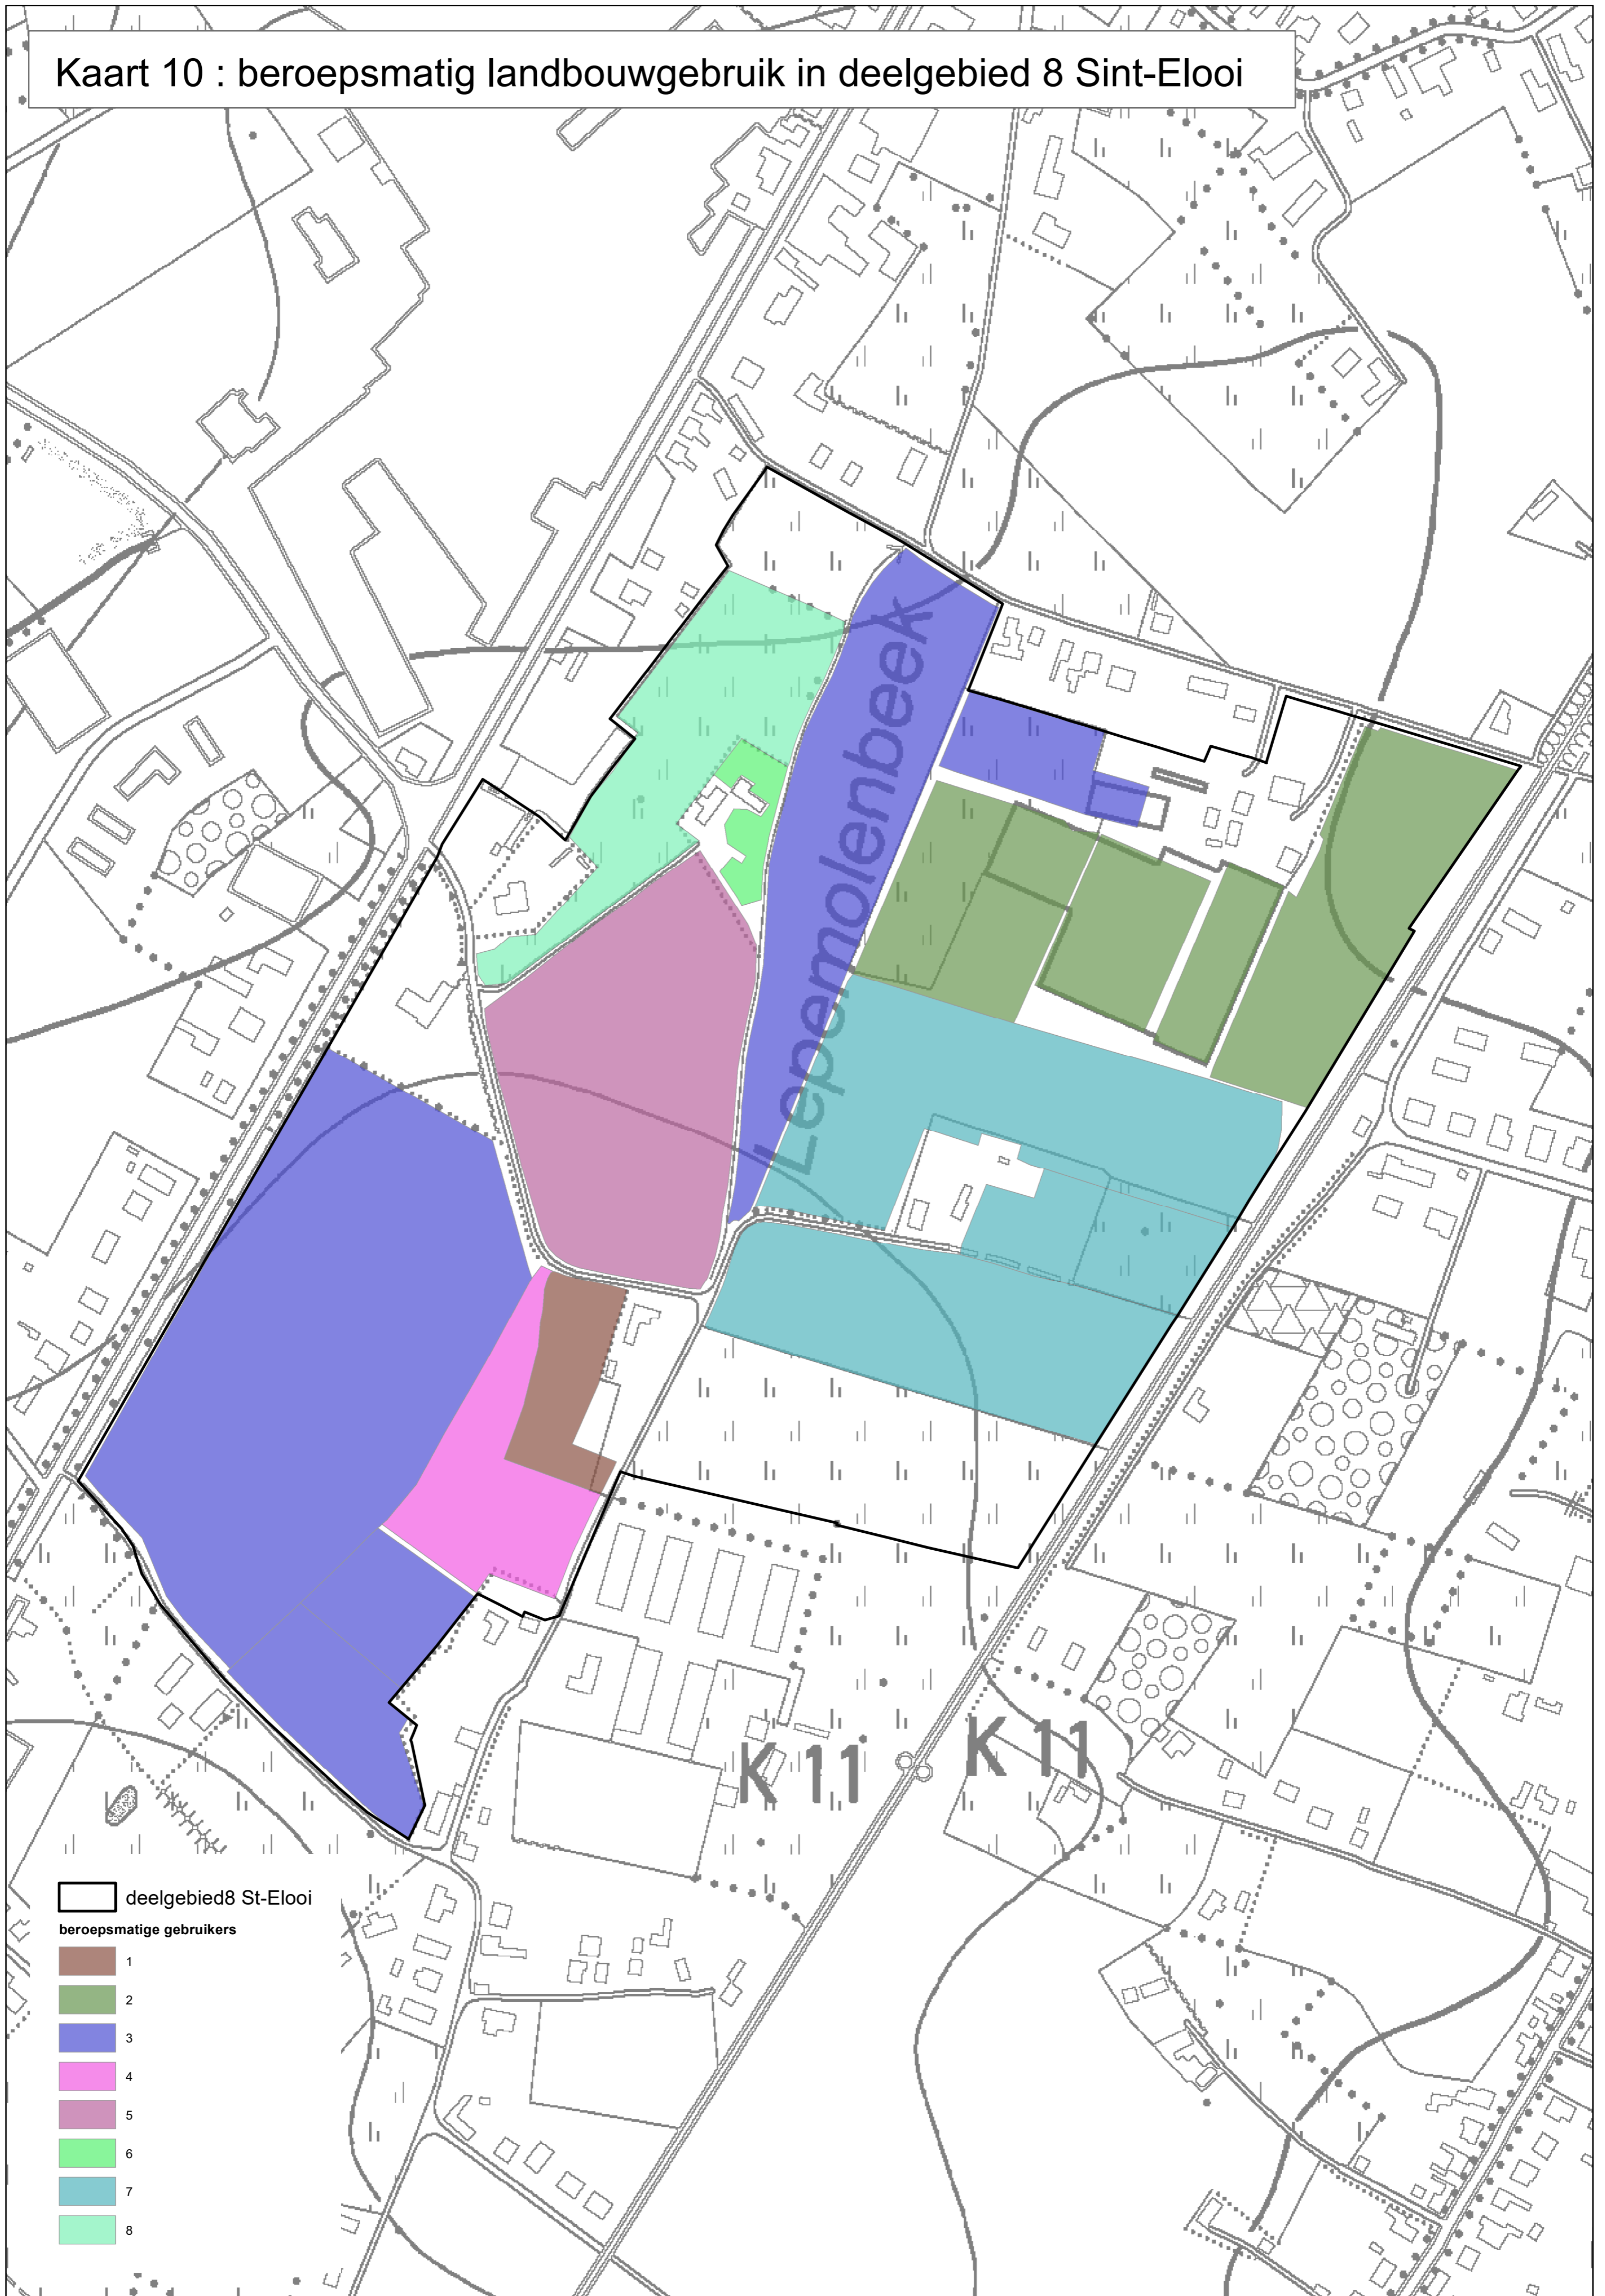 Kaart 10 : beroepsmatig landbouwgebruik in deelgebied 8 Sint-Elooi
Lepemolenbeek
K 11
K 11
deelgebied8 St-Elooi
beroepsmatige gebruikers
1
2
3
4
5
6
7
8